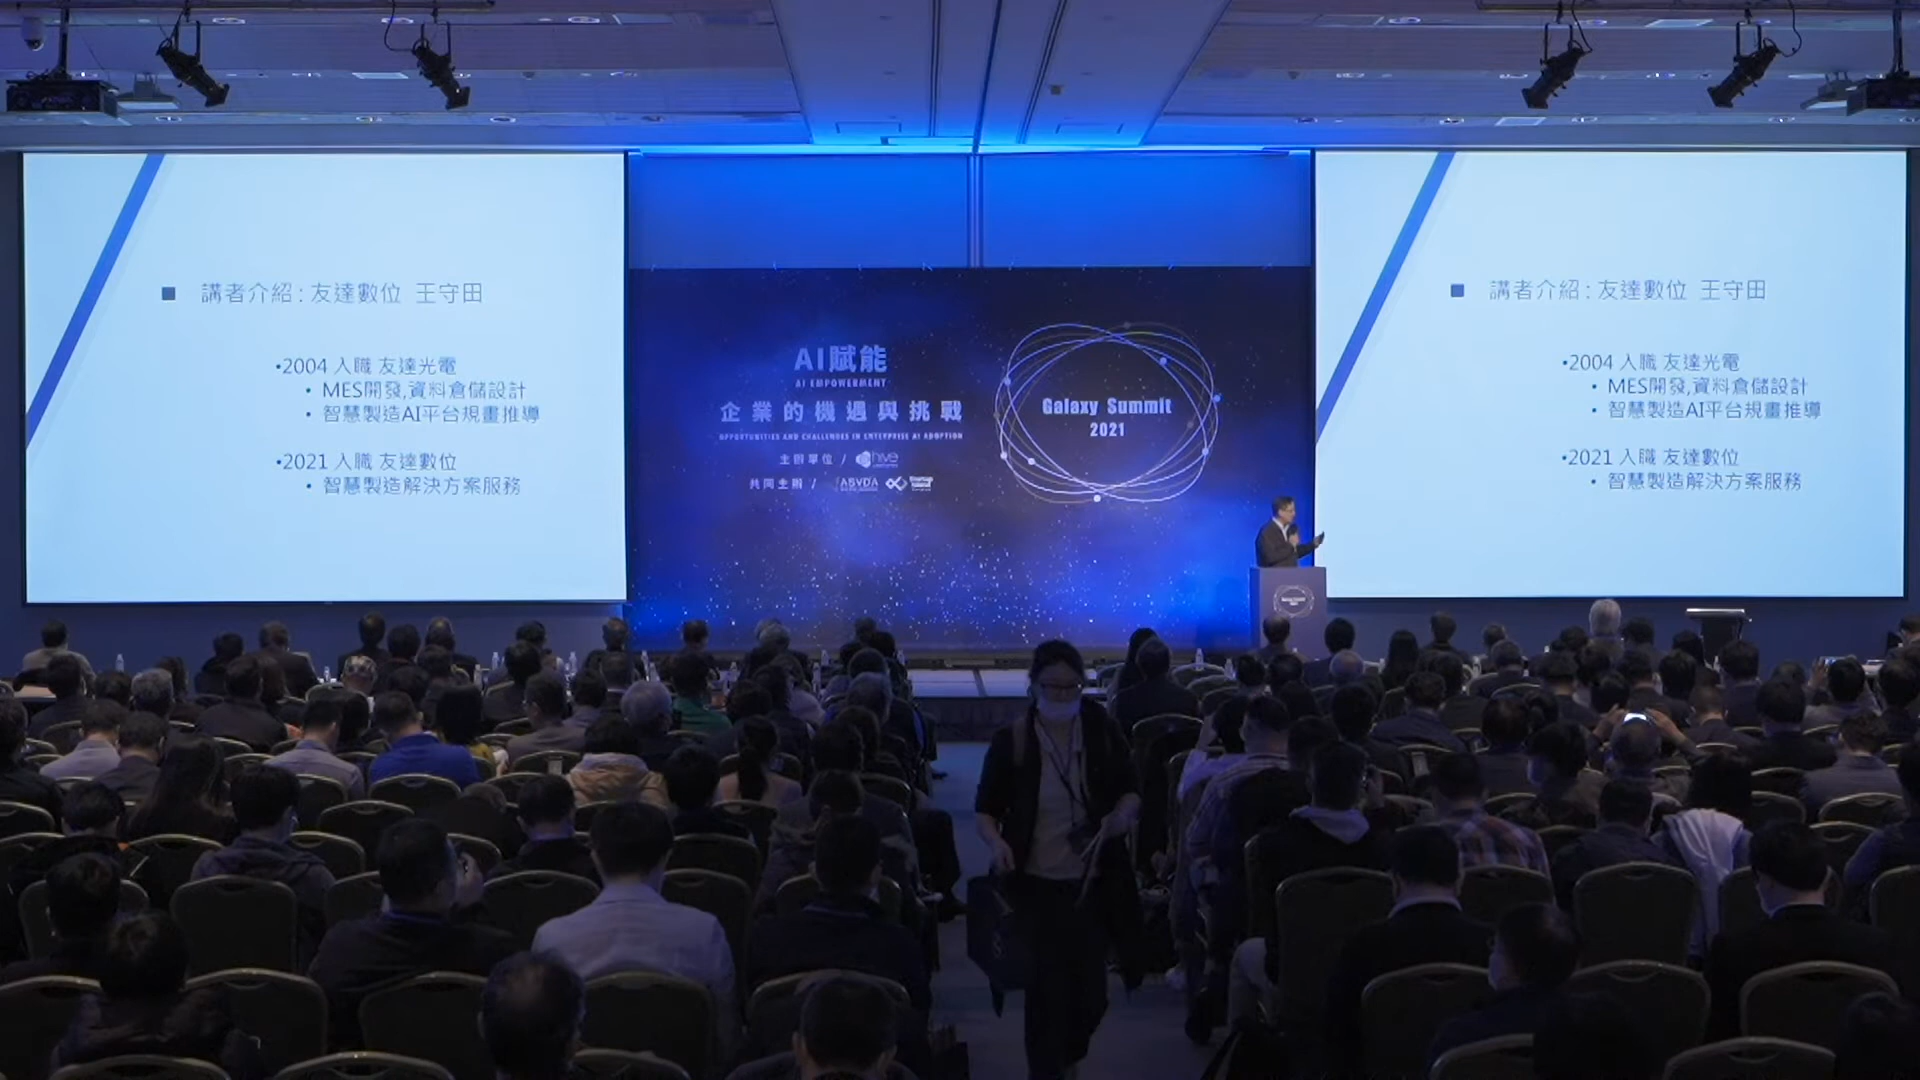 講者介紹 : 友達數位 王守田
•2004 入職 友達光電
• MES開發,資料倉儲設計
• 智慧製造AI平台規畫推導
•2021 入職 友達數位
• 智慧製造解決方案服務
AI賦能
AI EMPOWERMENT
企業的機遇與挑戰
OPPORTUNITIES AND CHALLENGES IN ENTERPRISE AI ADOPTION
主辦單位 / hive
共同主辦 / ASVDA
Galaxy Summit
2021
講者介紹 : 友達數位 王守田
•2004 入職 友達光電
• MES開發,資料倉儲設計
• 智慧製造AI平台規畫推導
•2021 入職 友達數位
• 智慧製造解決方案服務